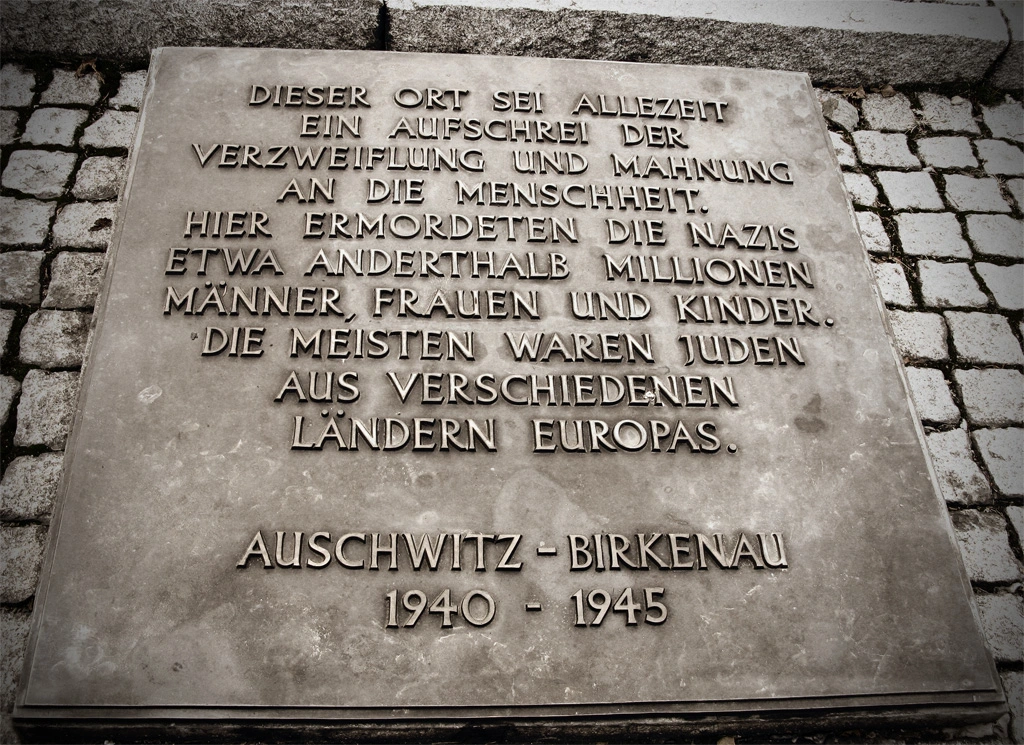 DIESER ORT SEI ALLEZEIT
EIN AUFSCHREI DER
VERZWEIFLUNG UND MAHNUNG
AN DIE MENSCHHEIT.
HIER ERMORDETEN DIE NAZIS
ETWA ANDERTHALB MILLIONEN
MÄNNER, FRAUEN UND KINDER.
DIE MEISTEN WAREN JUDEN
AUS VERSCHIEDENEN
LÄNDERN EUROPAS.
AUSCHWITZ - BIRKENAU
1940 - 1945